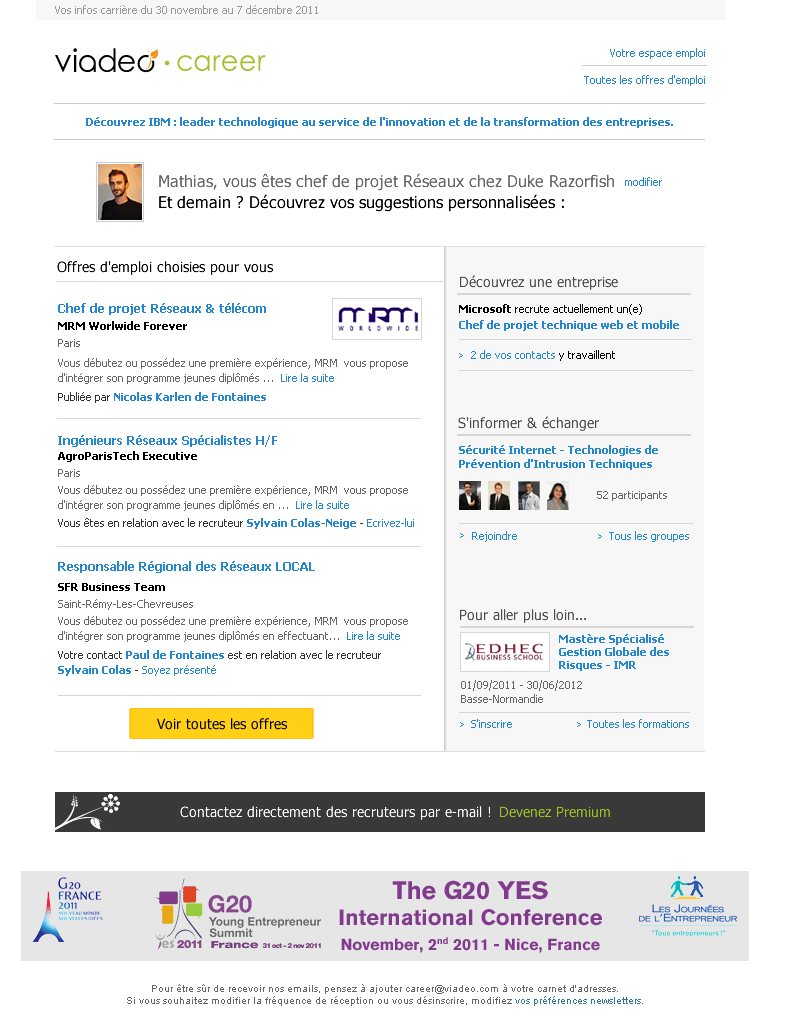 Vos infos carrière du 30 novembre au 7 décembre 2011
viadeo · career
Votre espace emploi
Toutes les offres d'emploi
Découvrez IBM : leader technologique au service de l'innovation et de la transformation des entreprises.
Mathias, vous êtes chef de projet Réseaux chez Duke Razorfish modifier
Et demain ? Découvrez vos suggestions personnalisées :
Offres d'emploi choisies pour vous
Chef de projet Réseaux & télécom
MRM Worlwide Forever
Paris
MRM
WORLDWIDE
Vous débutez ou possédez une première expérience, MRM vous propose
d'intégrer son programme jeunes diplômés ... Lire la suite
Publiée par Nicolas Karlen de Fontaines
Ingénieurs Réseaux Spécialistes H/F
AgroParisTech Executive
Paris
Vous débutez ou possédez une première expérience, MRM vous propose
d'intégrer son programme jeunes diplômés en ... Lire la suite
Vous êtes en relation avec le recruteur Sylvain Colas-Neige - Ecrivez-lui
Responsable Régional des Réseaux LOCAL
SFR Business Team
Saint-Rémy-Les-Chevreuses
Vous débutez ou possédez une première expérience, MRM vous propose
d'intégrer son programme jeunes diplômés en effectuant... Lire la suite
Votre contact Paul de Fontaines est en relation avec le recruteur
Sylvain Colas - Soyez présenté
Voir toutes les offres
Découvrez une entreprise
Microsoft recrute actuellement un(e)
Chef de projet technique web et mobile
> 2 de vos contacts y travaillent
S'informer & échanger
Sécurité Internet - Technologies de
Prévention d'Intrusion Techniques
52 participants
> Rejoindre
> Tous les groupes
Pour aller plus loin...
EDHEC
BUSINESS SCHOOL
Mastère Spécialisé
Gestion Globale des
Risques - IMR
01/09/2011 - 30/06/2012
Basse-Normandie
> S'inscrire
> Toutes les formations
Contactez directement des recruteurs par e-mail ! Devenez Premium
G20
FRANCE
2011
NOUVEAU MONDE
NOUVELLES IDÉES
yes 2011
G20
Young Entrepreneur
Summit
France 31 oct - 2 nov 2011
The G20 YES
International Conference
November, 2nd 2011 - Nice, France
LES JOURNÉES
DE L'ENTREPRENEUR
"Tous entrepreneurs !"
Pour être sûr de recevoir nos emails, pensez à ajouter career@viadeo.com à votre carnet d'adresses.
Si vous souhaitez modifier la fréquence de réception ou vous désinscrire, modifiez vos préférences newsletters.